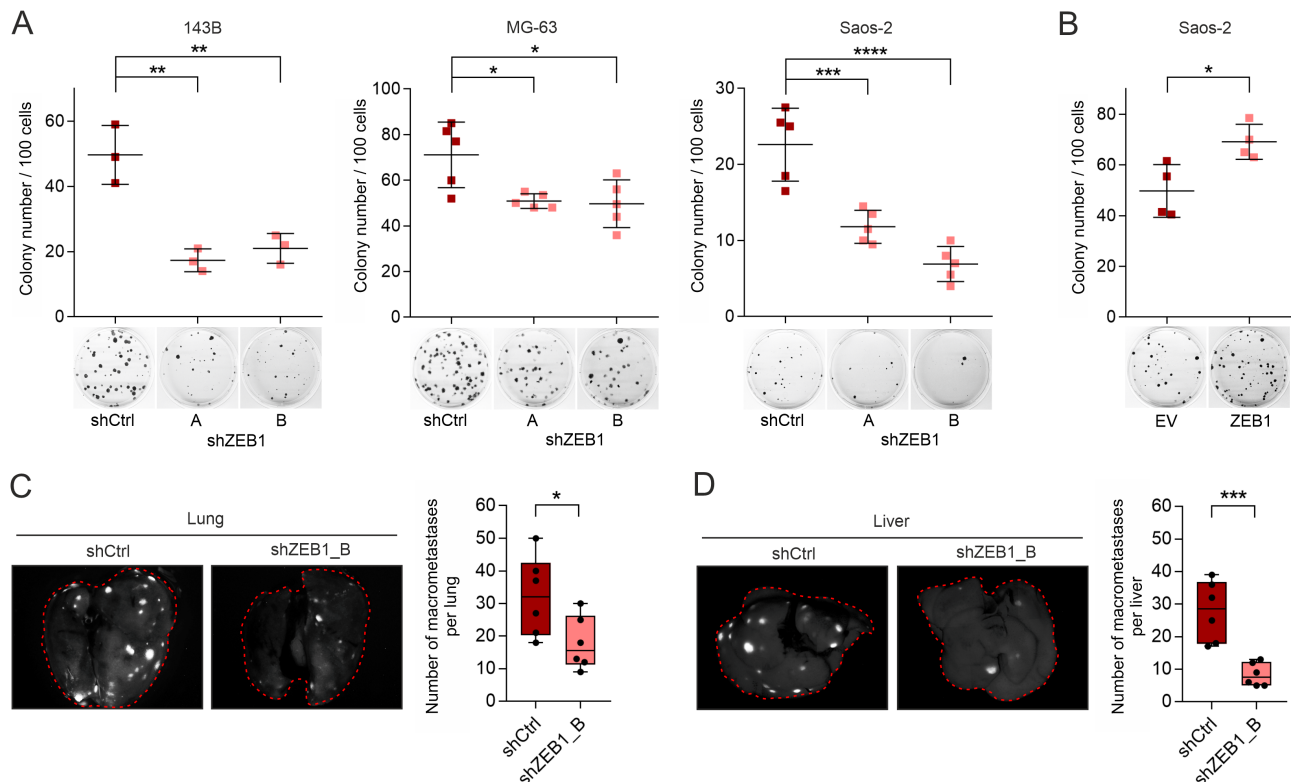 A
143B
**
**
Colony number / 100 cells
60
40
20
0
shCtrl
A
B
shZEB1
MG-63
*
*
Colony number / 100 cells
100
80
60
40
20
0
shCtrl
A
B
shZEB1
Saos-2
****
***
Colony number / 100 cells
30
20
10
0
shCtrl
A
B
shZEB1
B
Saos-2
*
Colony number / 100 cells
80
60
40
20
0
EV
ZEB1
C
Lung
shCtrl
shZEB1_B
*
Number of macrometastases
per lung
60
50
40
30
20
10
0
shCtrl
shZEB1_B
D
Liver
shCtrl
shZEB1_B
***
Number of macrometastases
per liver
60
50
40
30
20
10
0
shCtrl
shZEB1_B